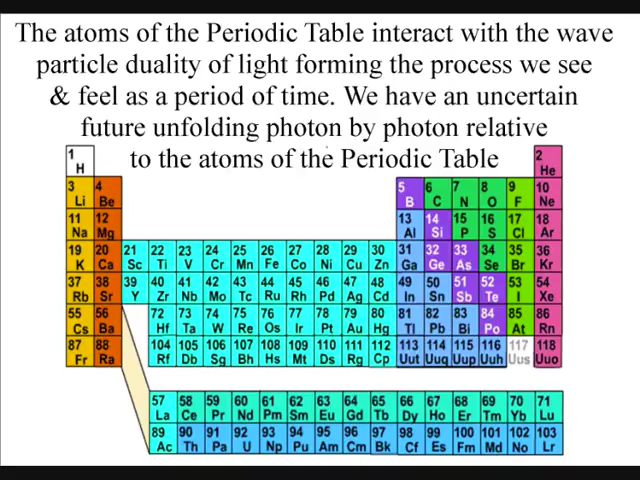 The atoms of the Periodic Table interact with the wave
particle duality of light forming the process we see
& feel as a period of time. We have an uncertain
future unfolding photon by photon relative
to the atoms of the Periodic Table
1 2
H He
3 4 5 6 7 8 9 10
Li Be B C N O F Ne
11 12 13 14 15 16 17 18
Na Mg Al Si P S Cl Ar
19 20 21 22 23 24 25 26 27 28 29 30 31 32 33 34 35 36
K Ca Sc Ti V Cr Mn Fe Co Ni Cu Zn Ga Ge As Se Br Kr
37 38 39 40 41 42 43 44 45 46 47 48 49 50 51 52 53 54
Rb Sr Y Zr Nb Mo Tc Ru Rh Pd Ag Cd In Sn Sb Te I Xe
55 56 72 73 74 75 76 77 78 79 80 81 82 83 84 85 86
Cs Ba Hf Ta W Re Os Ir Pt Au Hg Tl Pb Bi Po At Rn
87 88 104 105 106 107 108 109 110 111 112 113 114 115 116 117 118
Fr Ra Rf Db Sg Bh Hs Mt Ds Rg Cp Uut Uuq Uup Uuh Uus Uuo
57 58 59 60 61 62 63 64 65 66 67 68 69 70 71
La Ce Pr Nd Pm Sm Eu Gd Tb Dy Ho Er Tm Yb Lu
89 90 91 92 93 94 95 96 97 98 99 100 101 102 103
Ac Th Pa U Np Pu Am Cm Bk Cf Es Fm Md No Lr